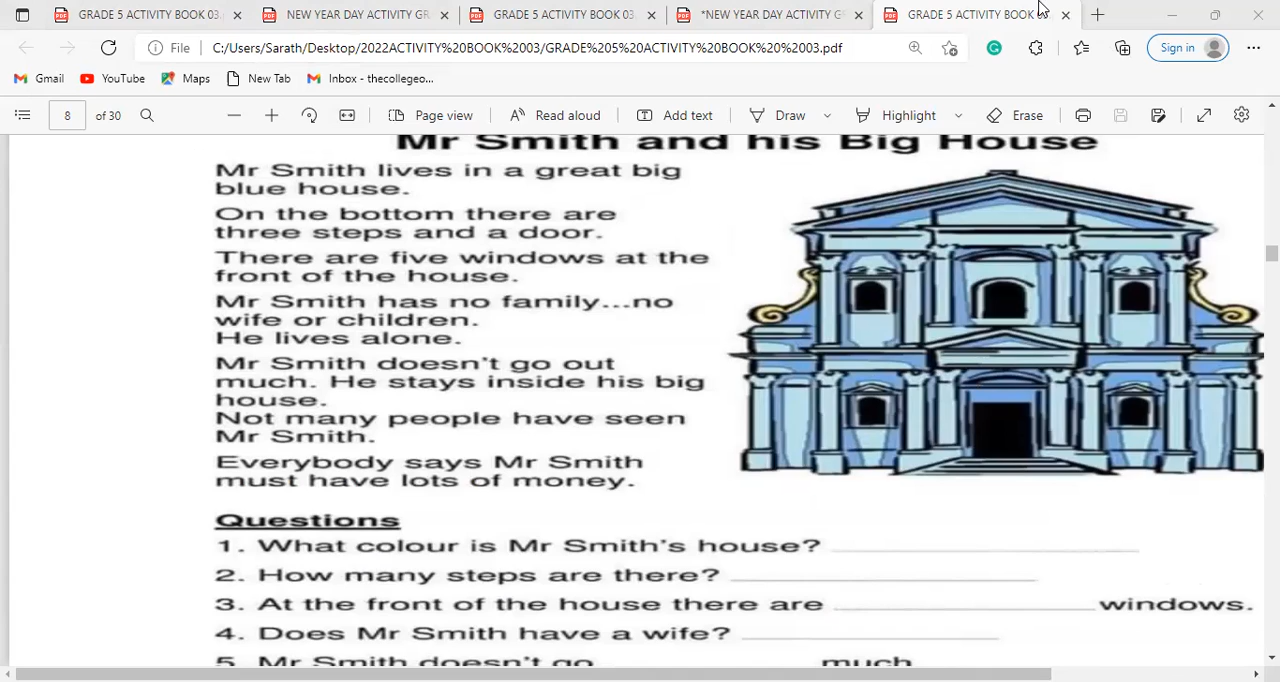 GRADE 5 ACTIVITY BOOK 03.
NEW YEAR DAY ACTIVITY GR
GRADE 5 ACTIVITY BOOK 03
*NEW YEAR DAY ACTIVITY GR
GRADE 5 ACTIVITY BOOK
File C:/Users/Sarath/Desktop/2022ACTIVITY%20BOOK%2003/GRADE%205%20ACTIVITY%20BOOK%20%2003.pdf
Sign in
Gmail YouTube Maps New Tab Inbox - thecollegeo...
8 of 30 Page view Read aloud Add text Draw Highlight Erase
Mr Smith and his Big House
Mr Smith lives in a great big
blue house.
On the bottom there are
three steps and a door.
There are five windows at the
front of the house.
Mr Smith has no family...no
wife or children.
He lives alone.
Mr Smith doesn't go out
much. He stays inside his big
house.
Not many people have seen
Mr Smith.
Everybody says Mr Smith
must have lots of money.
Questions
1. What colour is Mr Smith's house?
2. How many steps are there?
3. At the front of the house there are windows.
4. Does Mr Smith have a wife?
5. Mr Smith doesn't go much